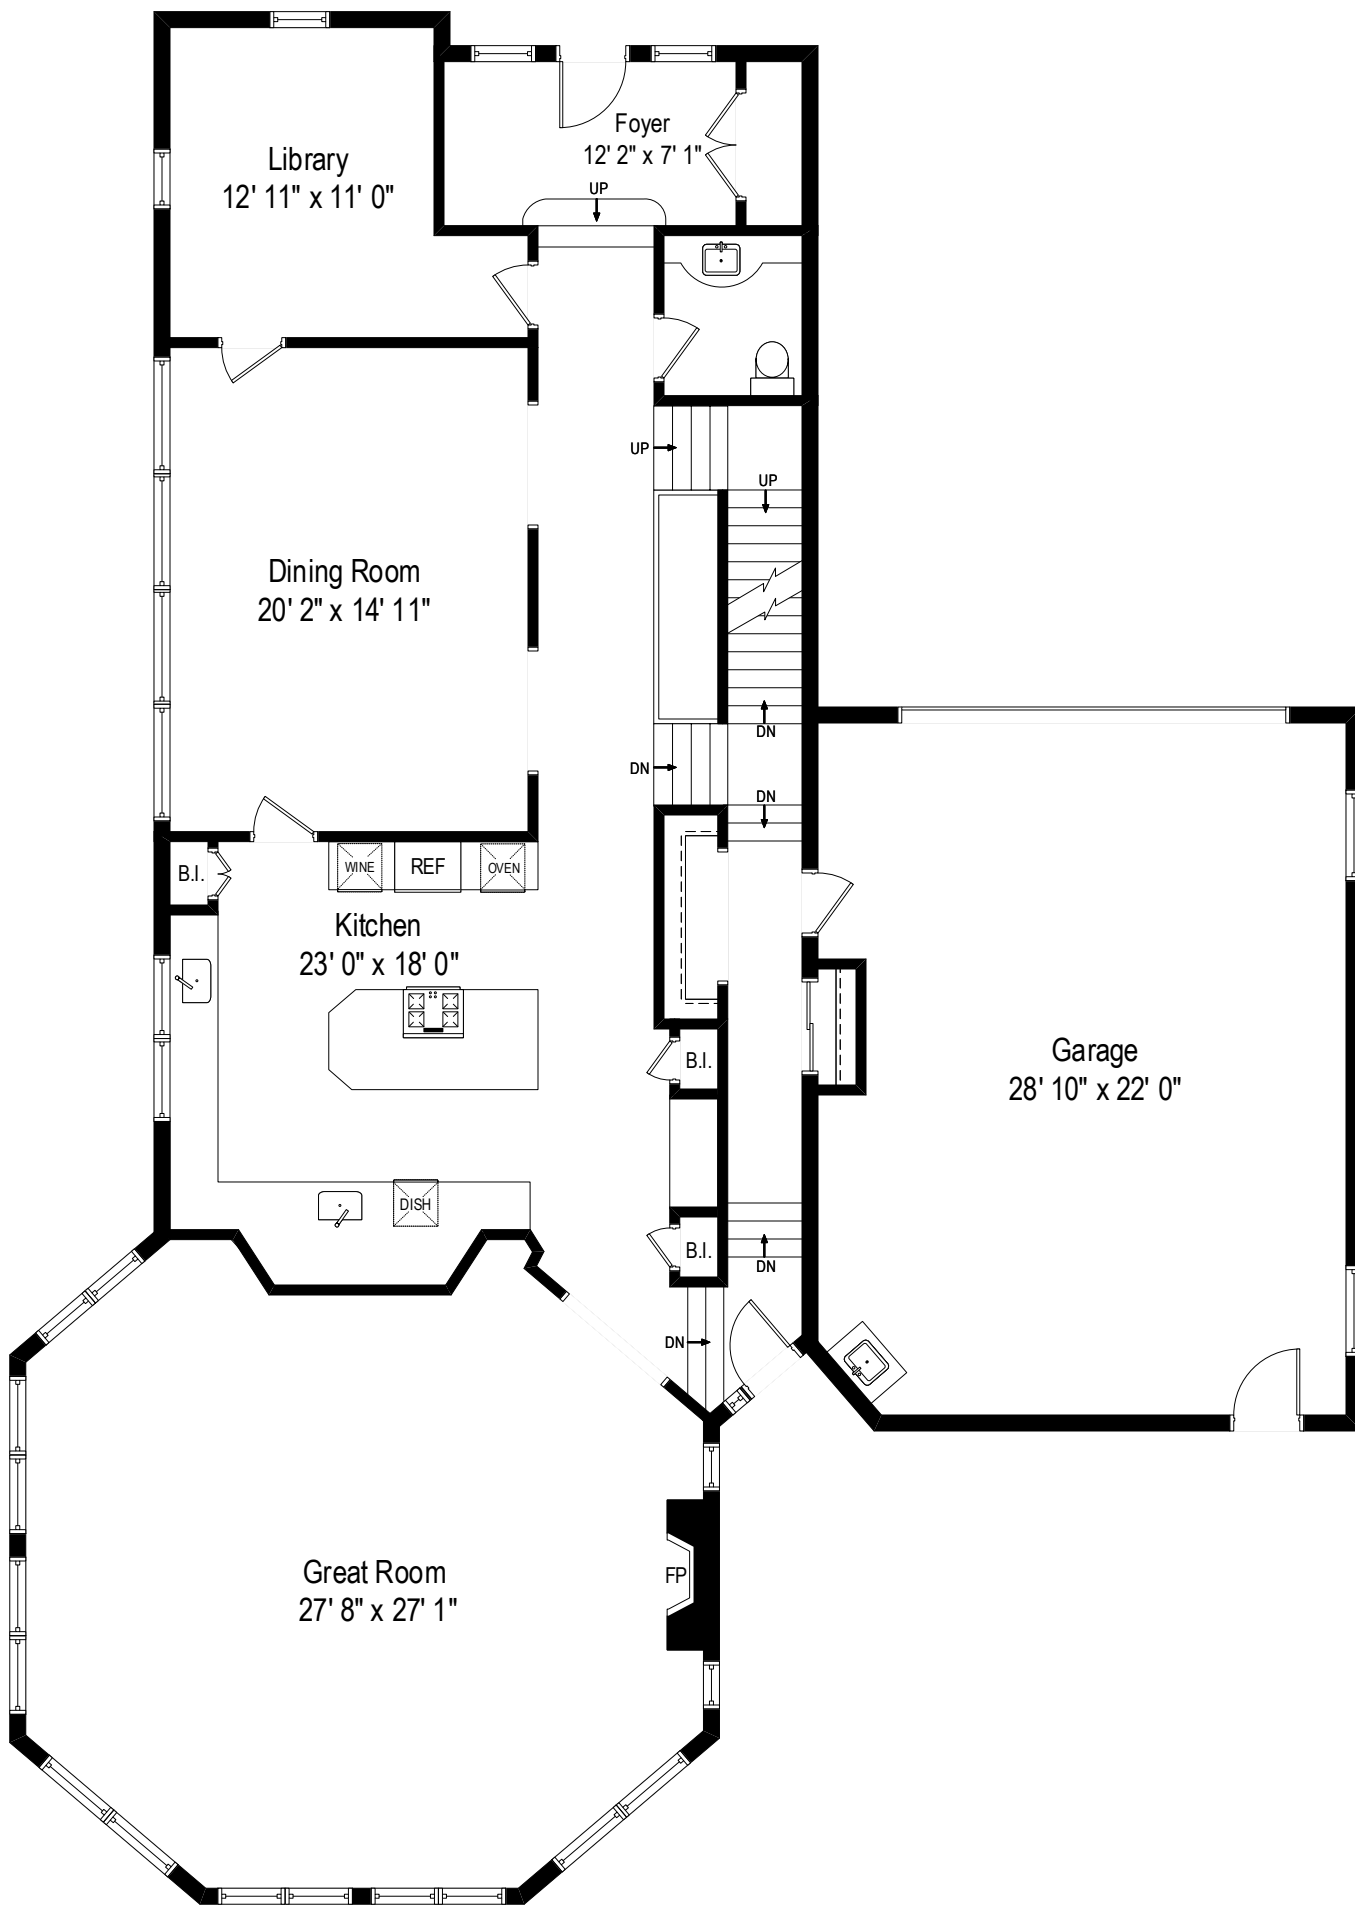 Foyer
12' 2" x 7' 1"
UP
Library
12' 11" x 11' 0"
UP
UP
Dining Room
20' 2" x 14' 11"
DN
DN
DN
B.I.
WINE
REF
OVEN
Kitchen
23' 0" x 18' 0"
B.I.
Garage
28' 10" x 22' 0"
DISH
B.I.
DN
DN
Great Room
27' 8" x 27' 1"
FP